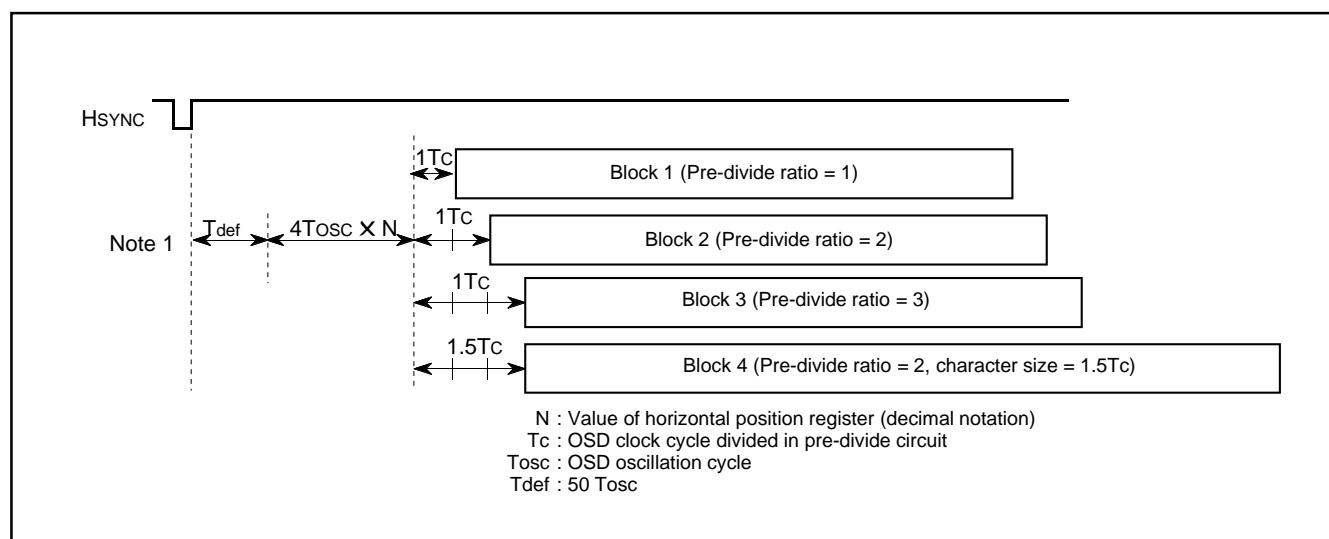 HSYNC
1TC
Block 1 (Pre-divide ratio = 1)
Note 1
Tdef
4TOSC × N
1TC
Block 2 (Pre-divide ratio = 2)
1TC
Block 3 (Pre-divide ratio = 3)
1.5TC
Block 4 (Pre-divide ratio = 2, character size = 1.5Tc)
N : Value of horizontal position register (decimal notation)
Tc : OSD clock cycle divided in pre-divide circuit
Tosc : OSD oscillation cycle
Tdef : 50 Tosc